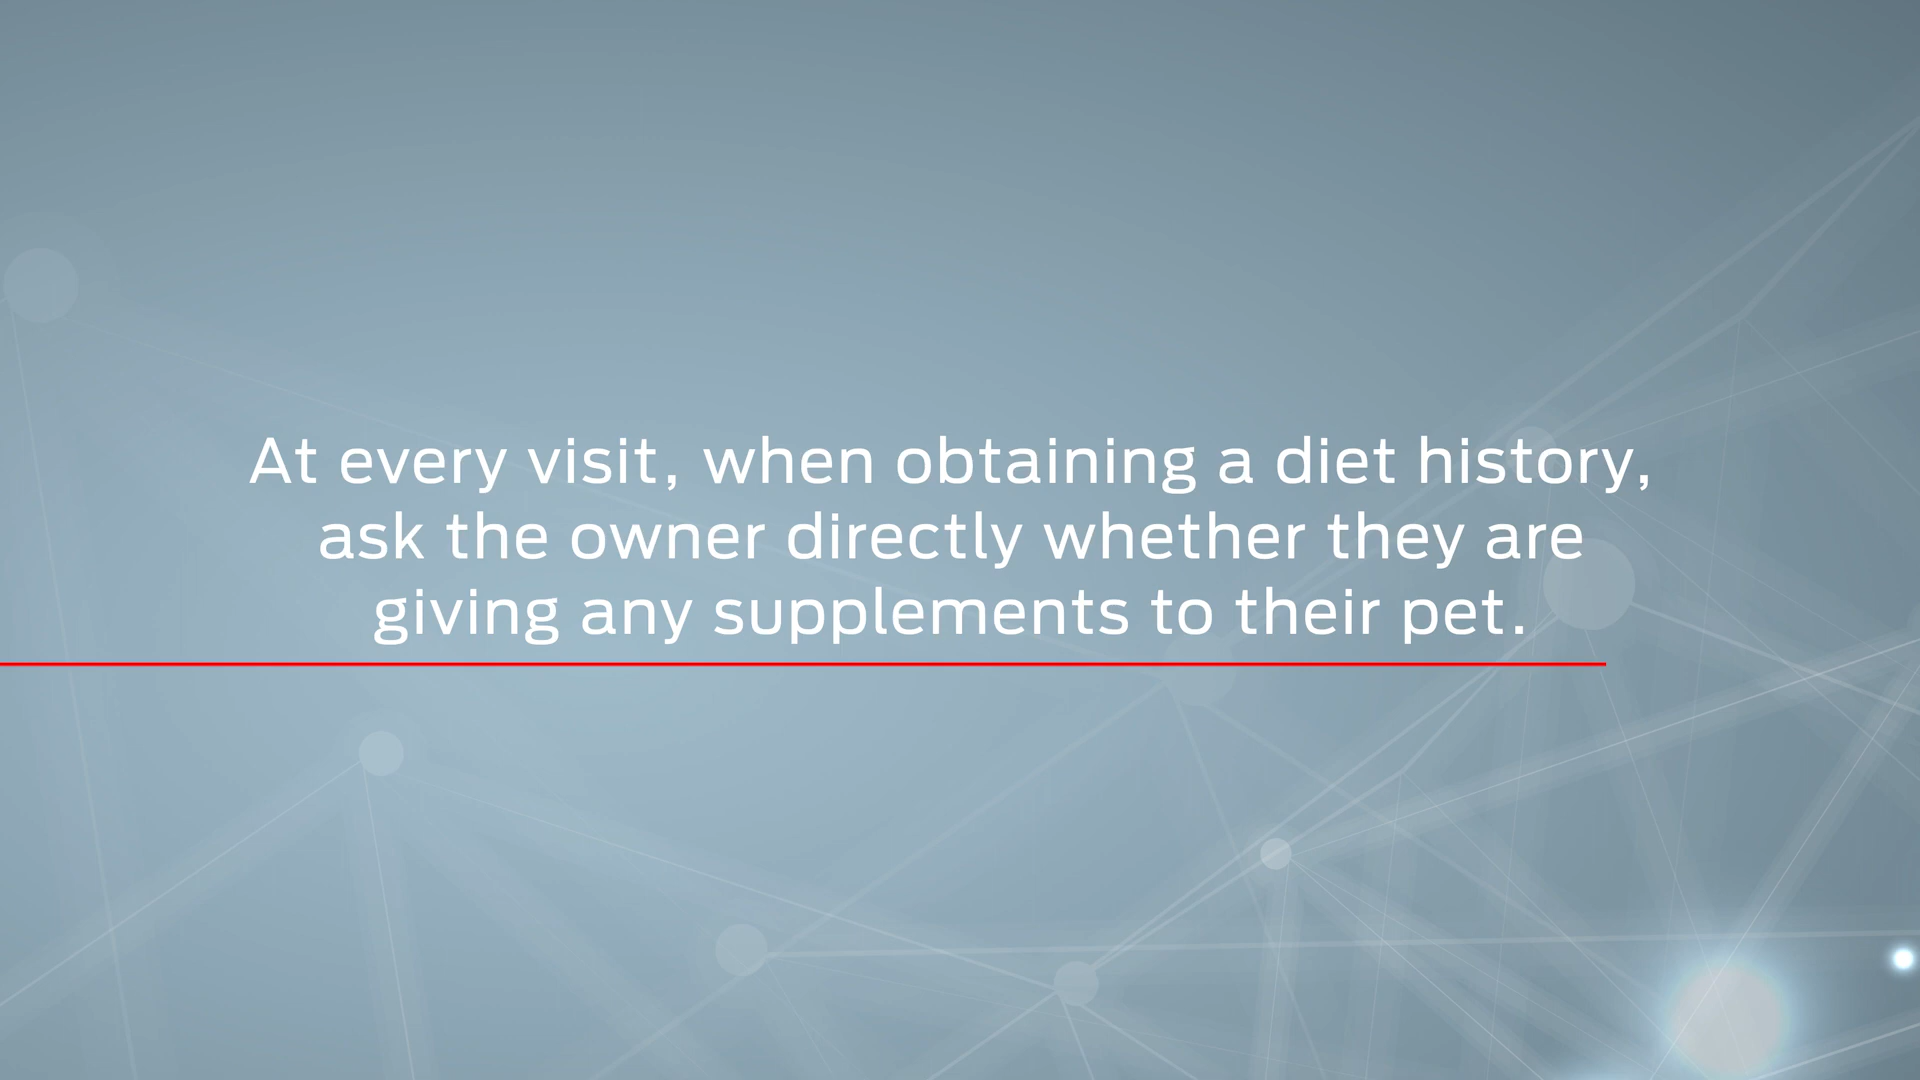 At every visit, when obtaining a diet history,
ask the owner directly whether they are
giving any supplements to their pet.